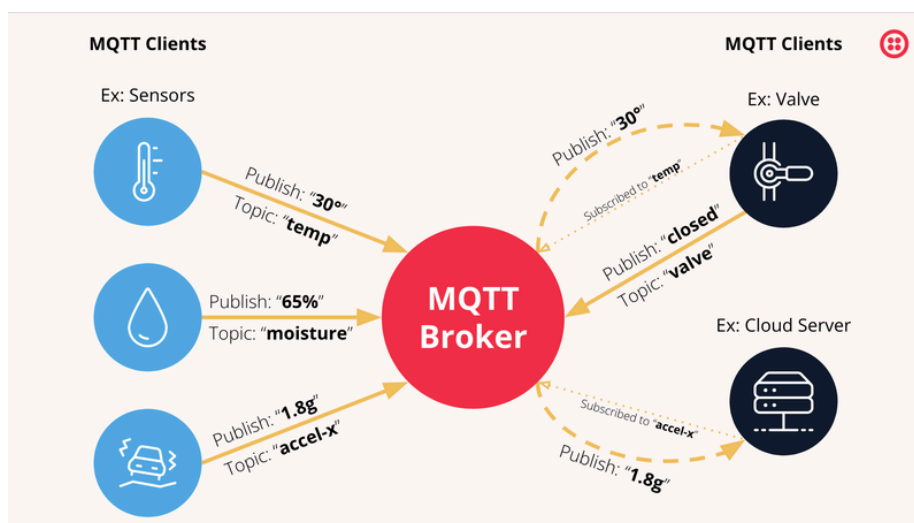 MQTT Clients
MQTT Clients
Ex: Sensors
Ex: Valve
Publish: “30°”
Topic: “temp”
Publish: “30°”
Subscribed to “temp”
Publish: “closed”
Topic: “valve”
Publish: “65%”
Topic: “moisture”
MQTT
Broker
Ex: Cloud Server
Publish: “1.8g”
Topic: “accel-x”
Subscribed to “accel-x”
Publish: “1.8g”